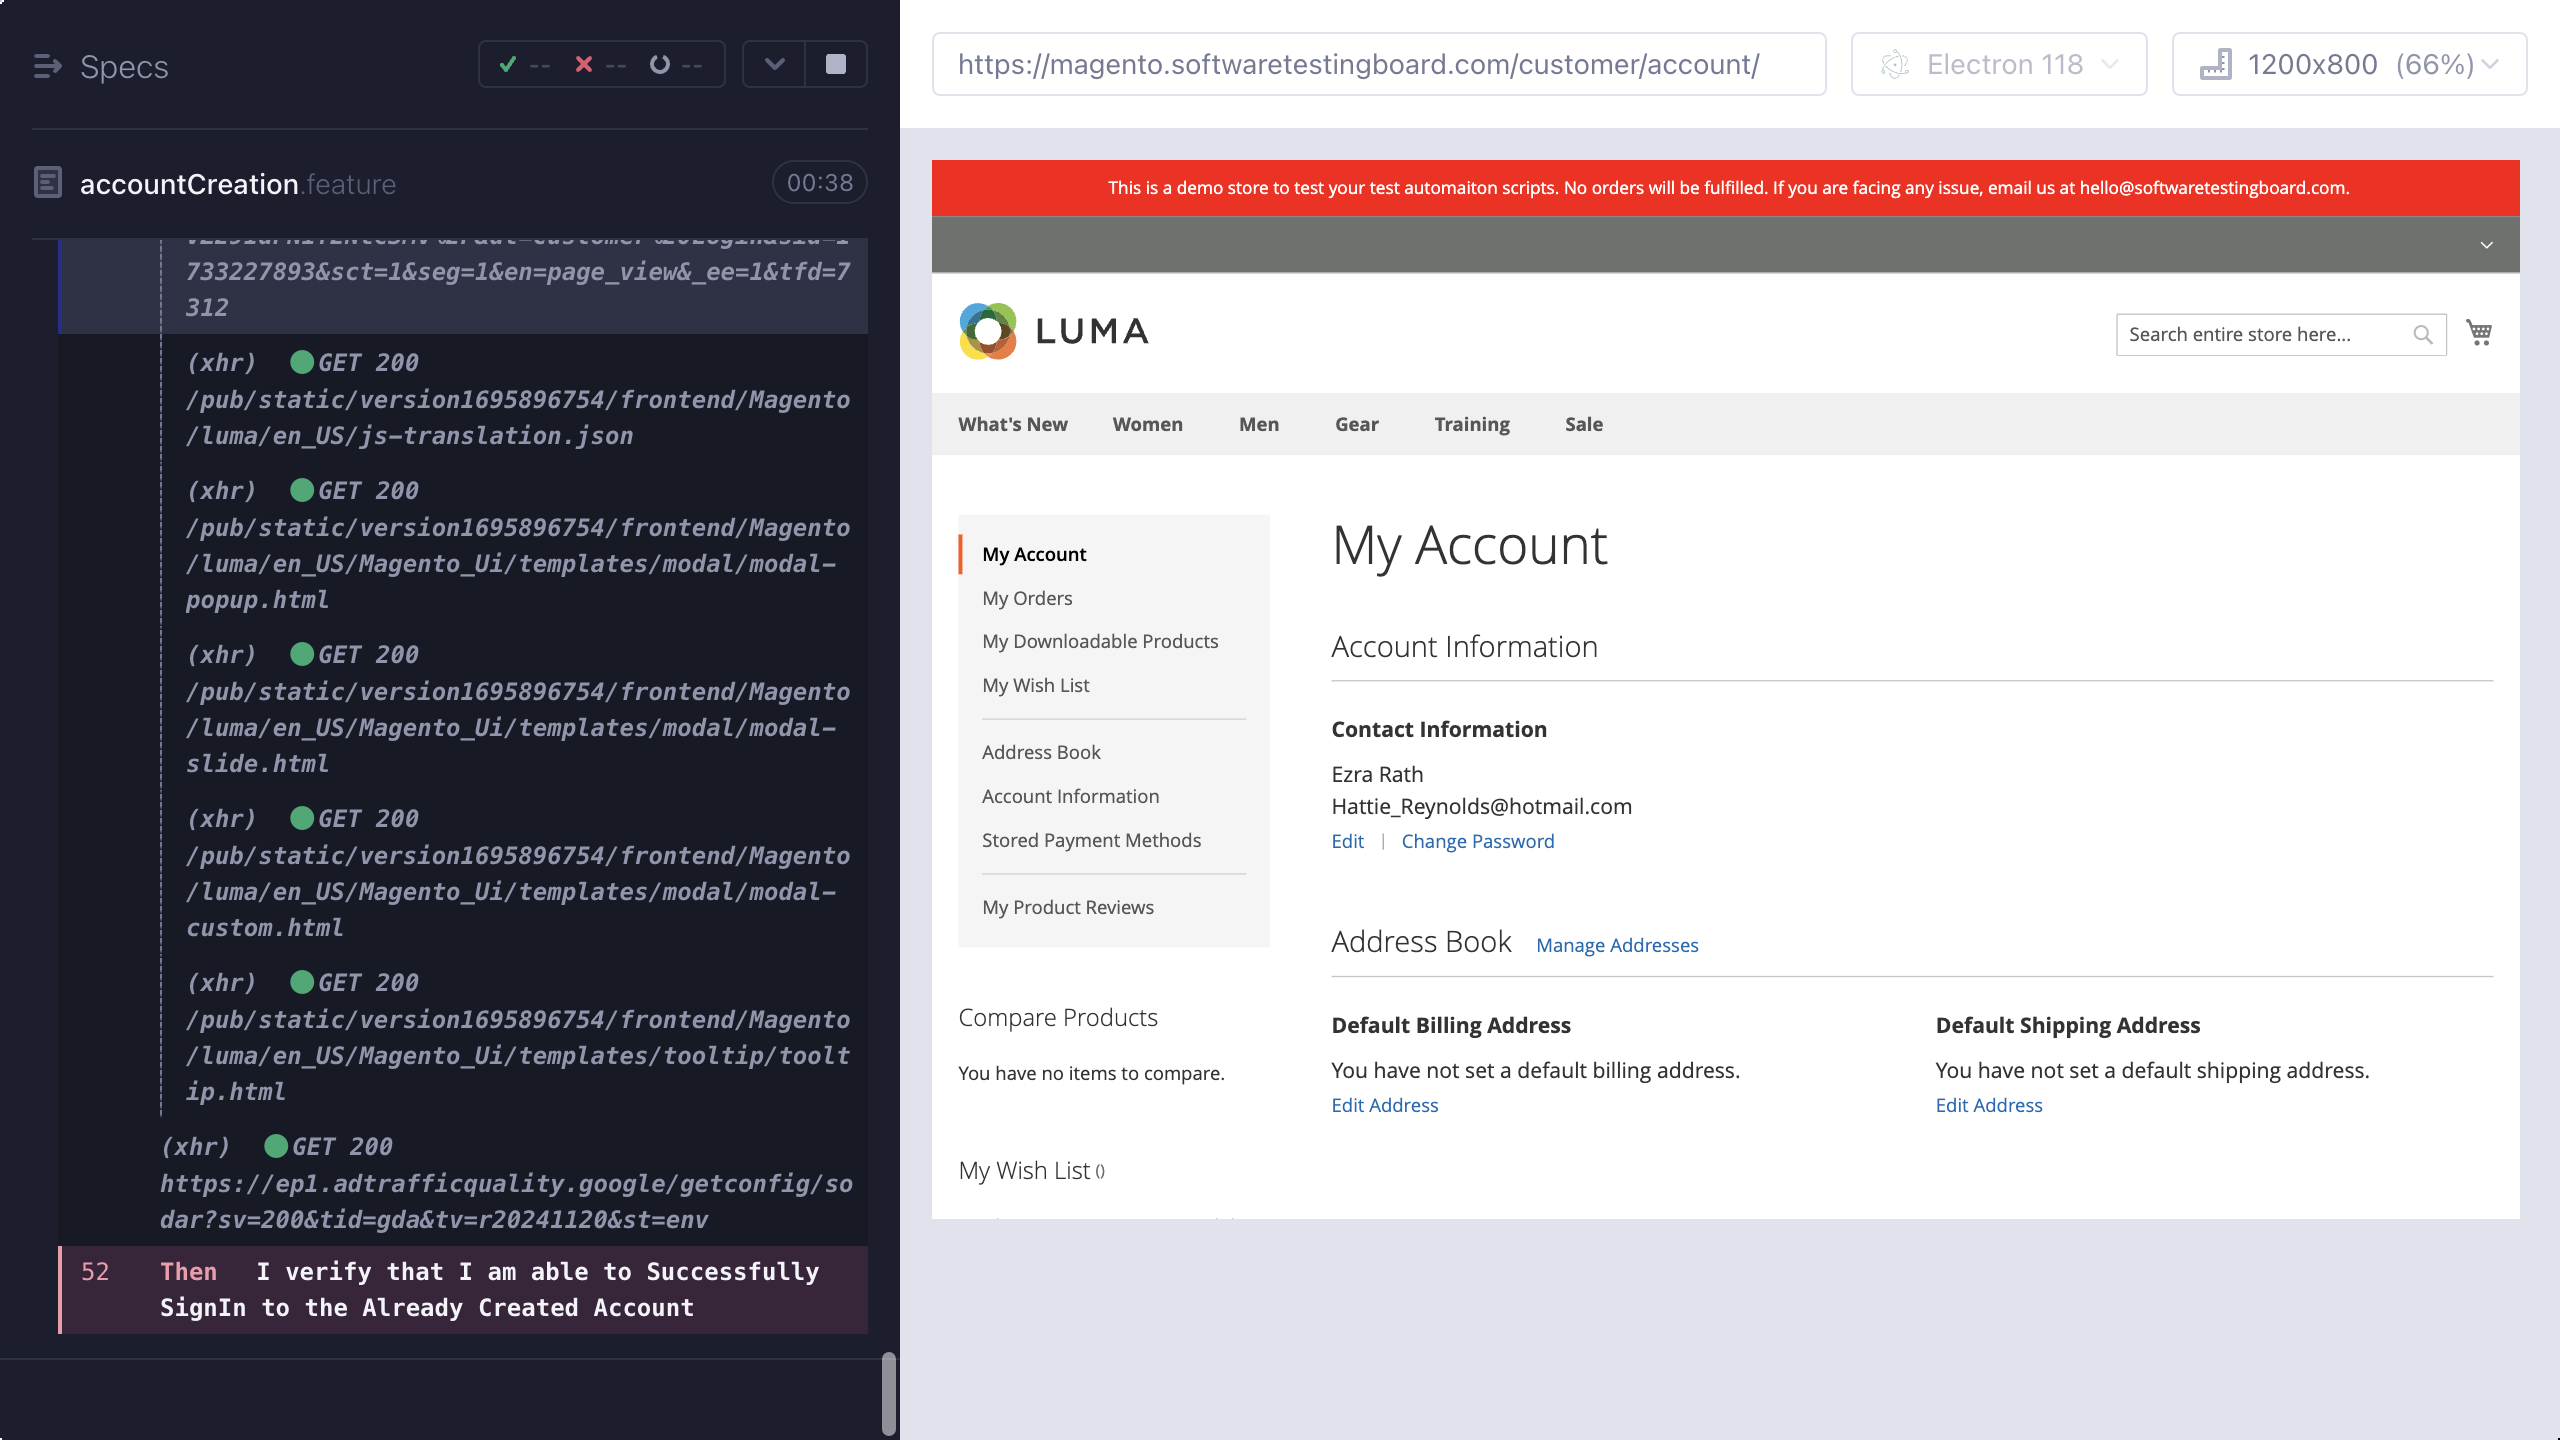 Specs
-- -- --
accountCreation.feature
00:38
733227893&sct=1&seg=1&en=page_view&_ee=1&tfd=7
312
(xhr) GET 200
/pub/static/version1695896754/frontend/Magento
/luma/en_US/js-translation.json
(xhr) GET 200
/pub/static/version1695896754/frontend/Magento
/luma/en_US/Magento_Ui/templates/modal/modal-
popup.html
(xhr) GET 200
/pub/static/version1695896754/frontend/Magento
/luma/en_US/Magento_Ui/templates/modal/modal-
slide.html
(xhr) GET 200
/pub/static/version1695896754/frontend/Magento
/luma/en_US/Magento_Ui/templates/modal/modal-
custom.html
(xhr) GET 200
/pub/static/version1695896754/frontend/Magento
/luma/en_US/Magento_Ui/templates/tooltip/toolt
ip.html
(xhr) GET 200
https://ep1.adtrafficquality.google/getconfig/so
dar?sv=200&tid=gda&tv=r20241120&st=env
52 Then I verify that I am able to Successfully
SignIn to the Already Created Account
https://magento.softwaretestingboard.com/customer/account/
Electron 118
1200x800 (66%)
This is a demo store to test your test automaiton scripts. No orders will be fulfilled. If you are facing any issue, email us at hello@softwaretestingboard.com.
LUMA
Search entire store here...
What's New Women Men Gear Training Sale
My Account
My Orders
My Downloadable Products
My Wish List
Address Book
Account Information
Stored Payment Methods
My Product Reviews
Compare Products
You have no items to compare.
My Wish List ()
My Account
Account Information
Contact Information
Ezra Rath
Hattie_Reynolds@hotmail.com
Edit | Change Password
Address Book Manage Addresses
Default Billing Address
You have not set a default billing address.
Edit Address
Default Shipping Address
You have not set a default shipping address.
Edit Address